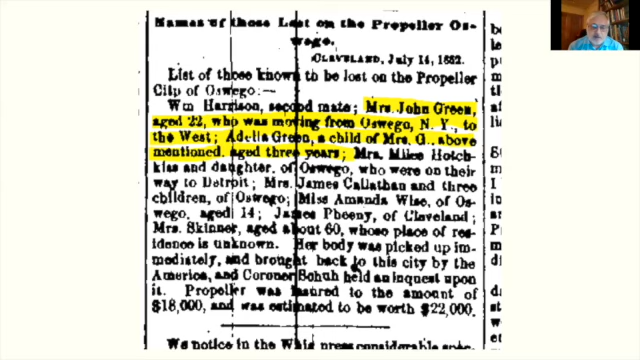 Names of those Lost on the Propeller Os-
wego.
CLEVELAND, July 14, 1852.
List of those known to be lost on the Propeller
City of Oswego:—
Wm Harrison, second mate; Mrs. John Green,
aged 22, who was moving from Oswego, N. Y., to
the West; Adelia Green, a child of Mrs. G., above
mentioned, aged three years; Mrs. Miles Hotch-
kiss and daughter, of Oswego, who were on their
way to Detroit; Mrs. James Callathan and three
children, of Oswego; Miss Amanda Wise, of Os-
wego, aged 14; James Pheeny, of Cleveland;
Mrs. Skinner, aged about 60, whose place of res-
idence is unknown. Her body was picked up im-
mediately, and brought back to this city by the
America, and Coroner Schuh held an inquest upon
it. Propeller was insured to the amount of
$18,000, and was estimated to be worth $22,000.
We notice in the Whig press considerable spec-